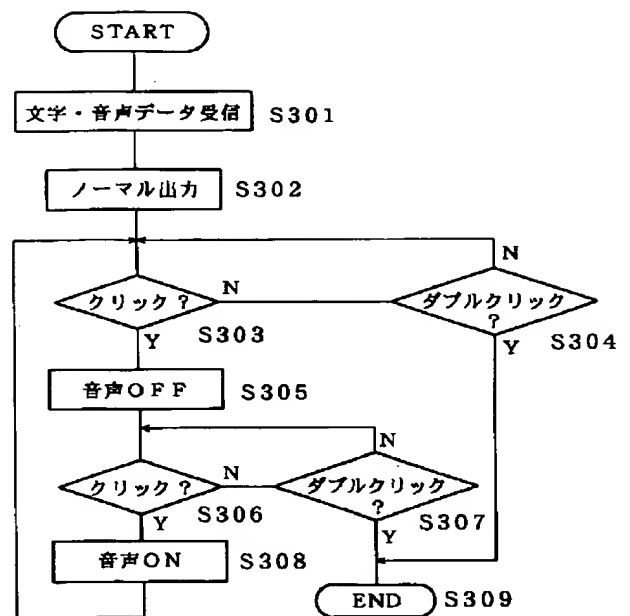 START
文字・音声データ受信 S301
ノーマル出力 S302
N
クリック? N ダブルクリック
?
Y S303 Y S304
音声OFF S305
N
クリック? N ダブルクリック
?
Y S306 Y S307
音声ON S308
END S309